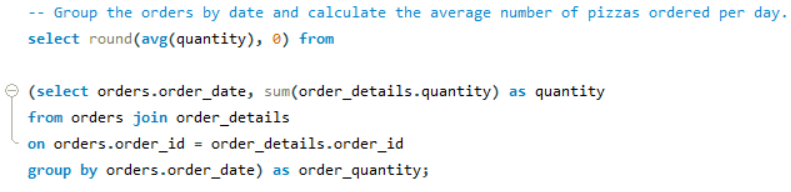 -- Group the orders by date and calculate the average number of pizzas ordered per day.
select round(avg(quantity), 0) from
(select orders.order_date, sum(order_details.quantity) as quantity
from orders join order_details
on orders.order_id = order_details.order_id
group by orders.order_date) as order_quantity;